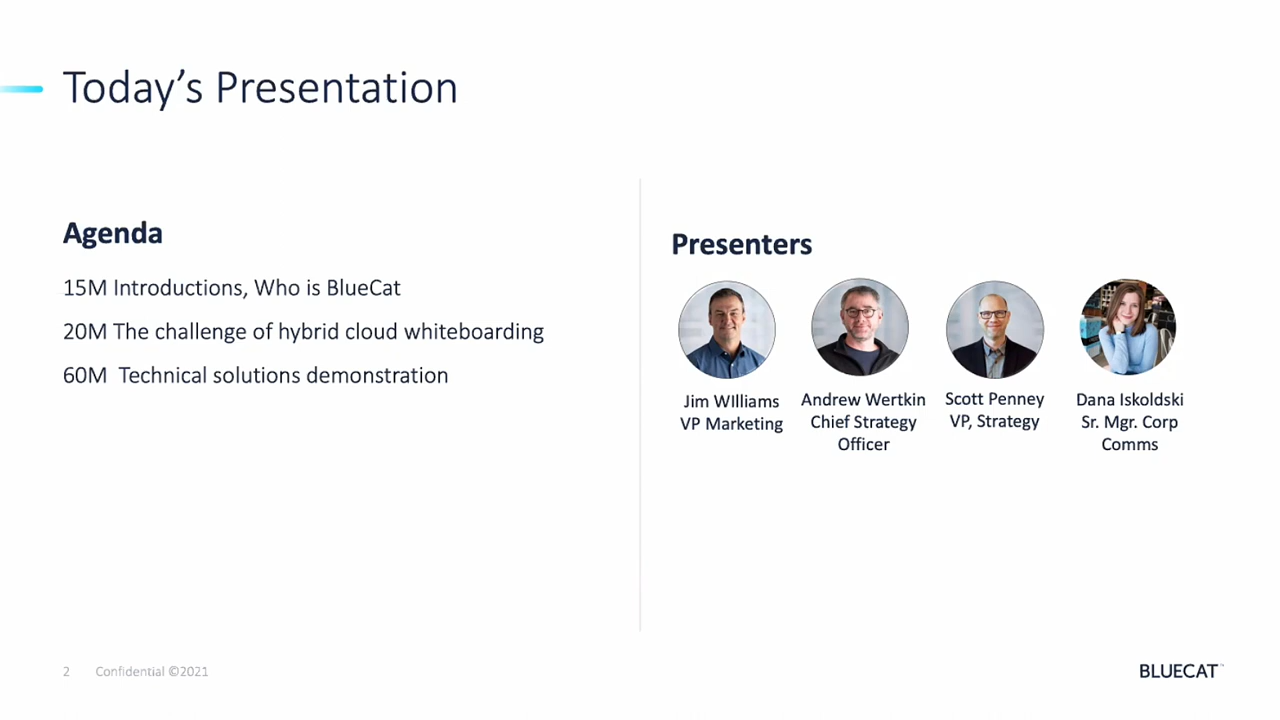 Today's Presentation
Agenda
15M Introductions, Who is BlueCat
20M The challenge of hybrid cloud whiteboarding
60M  Technical solutions demonstration
Presenters
Jim WIlliams
VP Marketing
Andrew Wertkin
Chief Strategy
Officer
Scott Penney
VP, Strategy
Dana Iskoldski
Sr. Mgr. Corp
Comms
2 Confidential ©2021
BLUECAT™